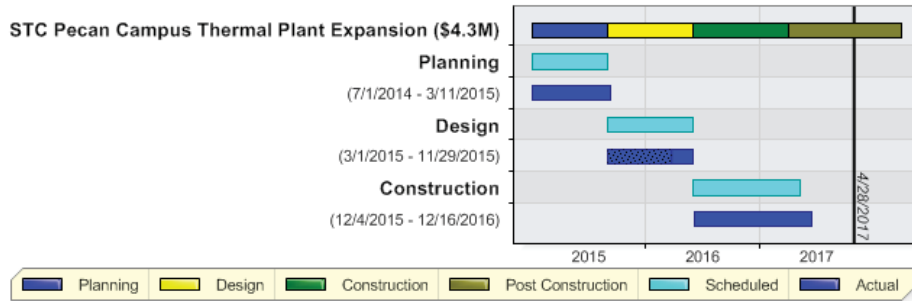 STC Pecan Campus Thermal Plant Expansion ($4.3M)
Planning
(7/1/2014 - 3/11/2015)
Design
(3/1/2015 - 11/29/2015)
Construction
(12/4/2015 - 12/16/2016)
4/28/2017
2015 2016 2017
Planning Design Construction Post Construction Scheduled Actual